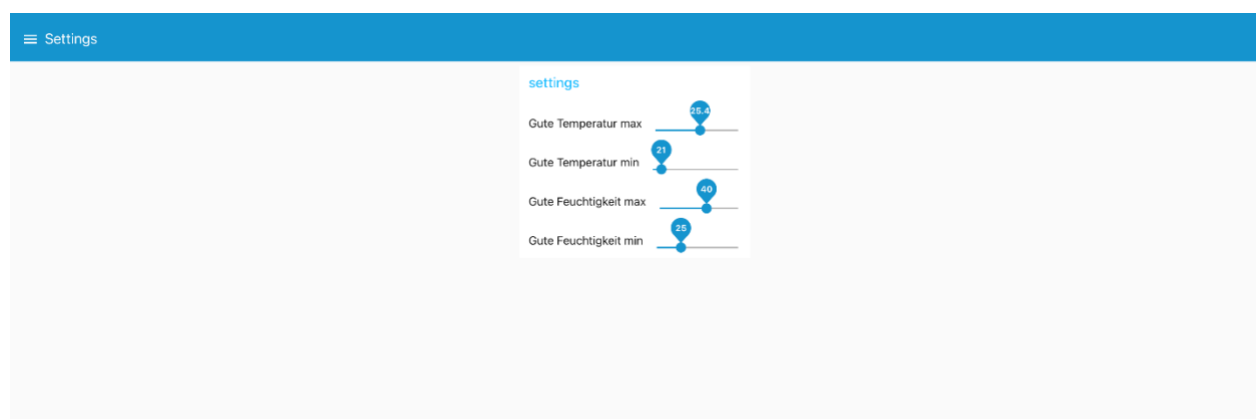 Settings
settings
Gute Temperatur max 25.4
Gute Temperatur min 21
Gute Feuchtigkeit max 40
Gute Feuchtigkeit min 25